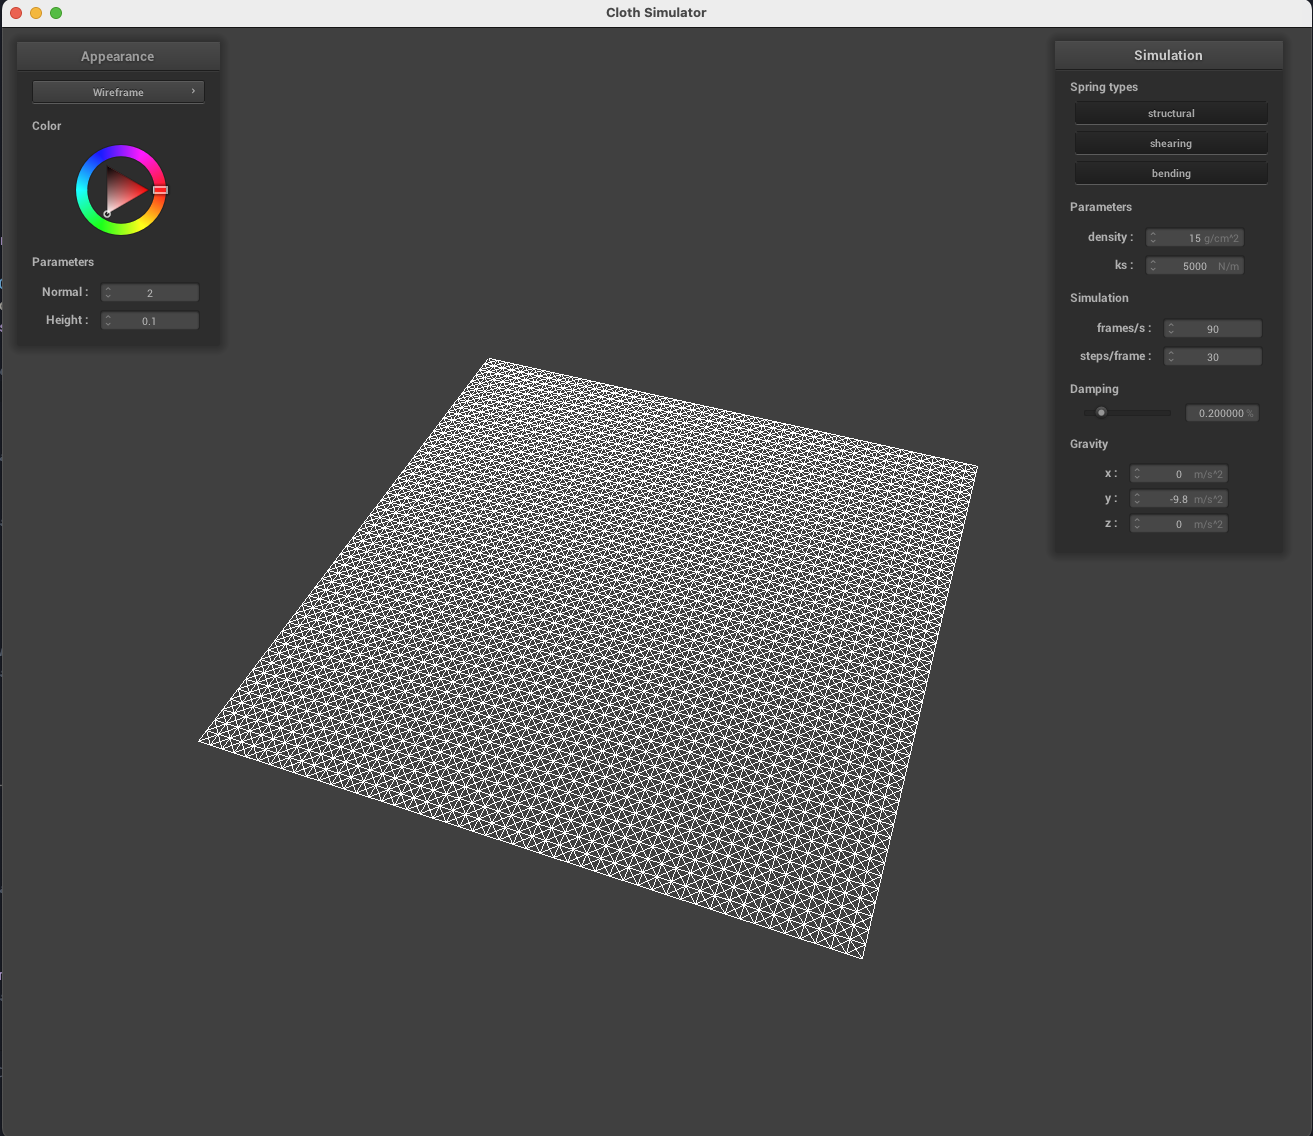 Cloth Simulator
Appearance
Wireframe
Color
Parameters
Normal : 2
Height : 0.1
Simulation
Spring types
structural
shearing
bending
Parameters
density : 15 g/cm^2
ks : 5000 N/m
Simulation
frames/s : 90
steps/frame : 30
Damping
0.200000 %
Gravity
x : 0 m/s^2
y : -9.8 m/s^2
z : 0 m/s^2